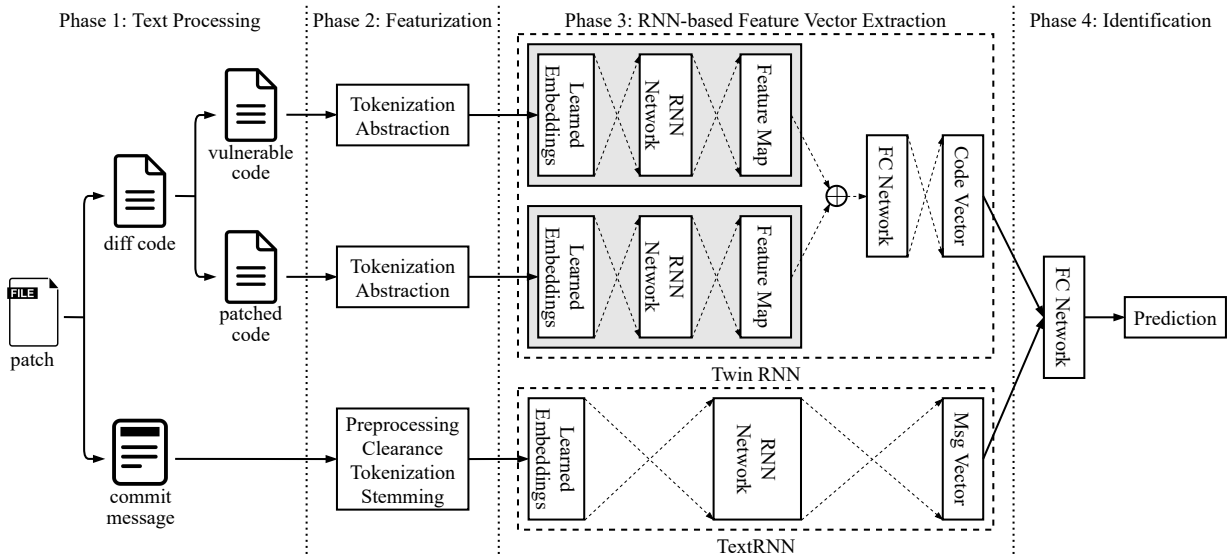 Phase 1: Text Processing
Phase 2: Featurization
Phase 3: RNN-based Feature Vector Extraction
Phase 4: Identification
vulnerable
code
diff code
patched
code
FILE
patch
commit
message
Tokenization
Abstraction
Tokenization
Abstraction
Preprocessing
Clearance
Tokenization
Stemming
Learned
Embeddings
RNN
Network
Feature Map
Learned
Embeddings
RNN
Network
Feature Map
FC Network
Code Vector
Twin RNN
Learned
Embeddings
RNN
Network
Msg Vector
TextRNN
FC Network
Prediction